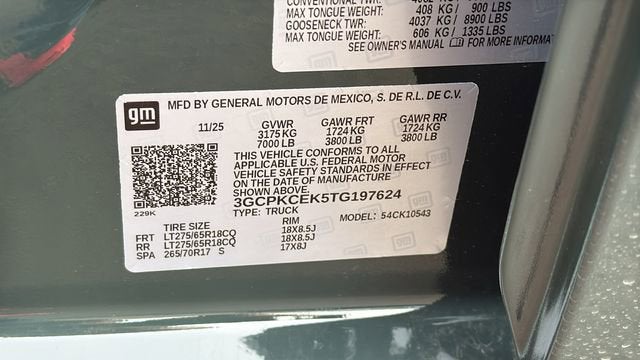 CONVENTIONAL TWR:
MAX TONGUE WEIGHT: 408 KG / 900 LBS
GOOSENECK TWR: 4037 KG / 8900 LBS
MAX TONGUE WEIGHT: 606 KG / 1335 LBS
SEE OWNER'S MANUAL FOR MORE INFORMAT
gm MFD BY GENERAL MOTORS DE MEXICO, S. DE R.L. DE C.V.
11/25 GVWR GAWR FRT GAWR RR
3175 KG 1724 KG 1724 KG
7000 LB 3800 LB 3800 LB
THIS VEHICLE CONFORMS TO ALL
APPLICABLE U.S. FEDERAL MOTOR
VEHICLE SAFETY STANDARDS IN EFFECT
ON THE DATE OF MANUFACTURE
SHOWN ABOVE.
229K
3GCPKCEK5TG197624
TYPE: TRUCK MODEL: 54CK10543
TIRE SIZE RIM
FRT LT275/65R18CQ 18X8.5J
RR LT275/65R18CQ 18X8.5J
SPA 265/70R17 S 17X8J